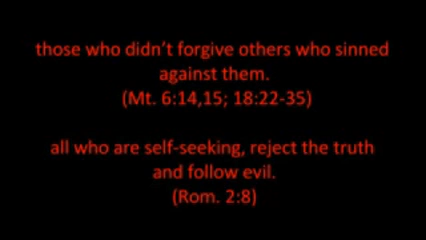 those who didn't forgive others who sinned
against them.
(Mt. 6:14,15; 18:22-35)
all who are self-seeking, reject the truth
and follow evil.
(Rom. 2:8)